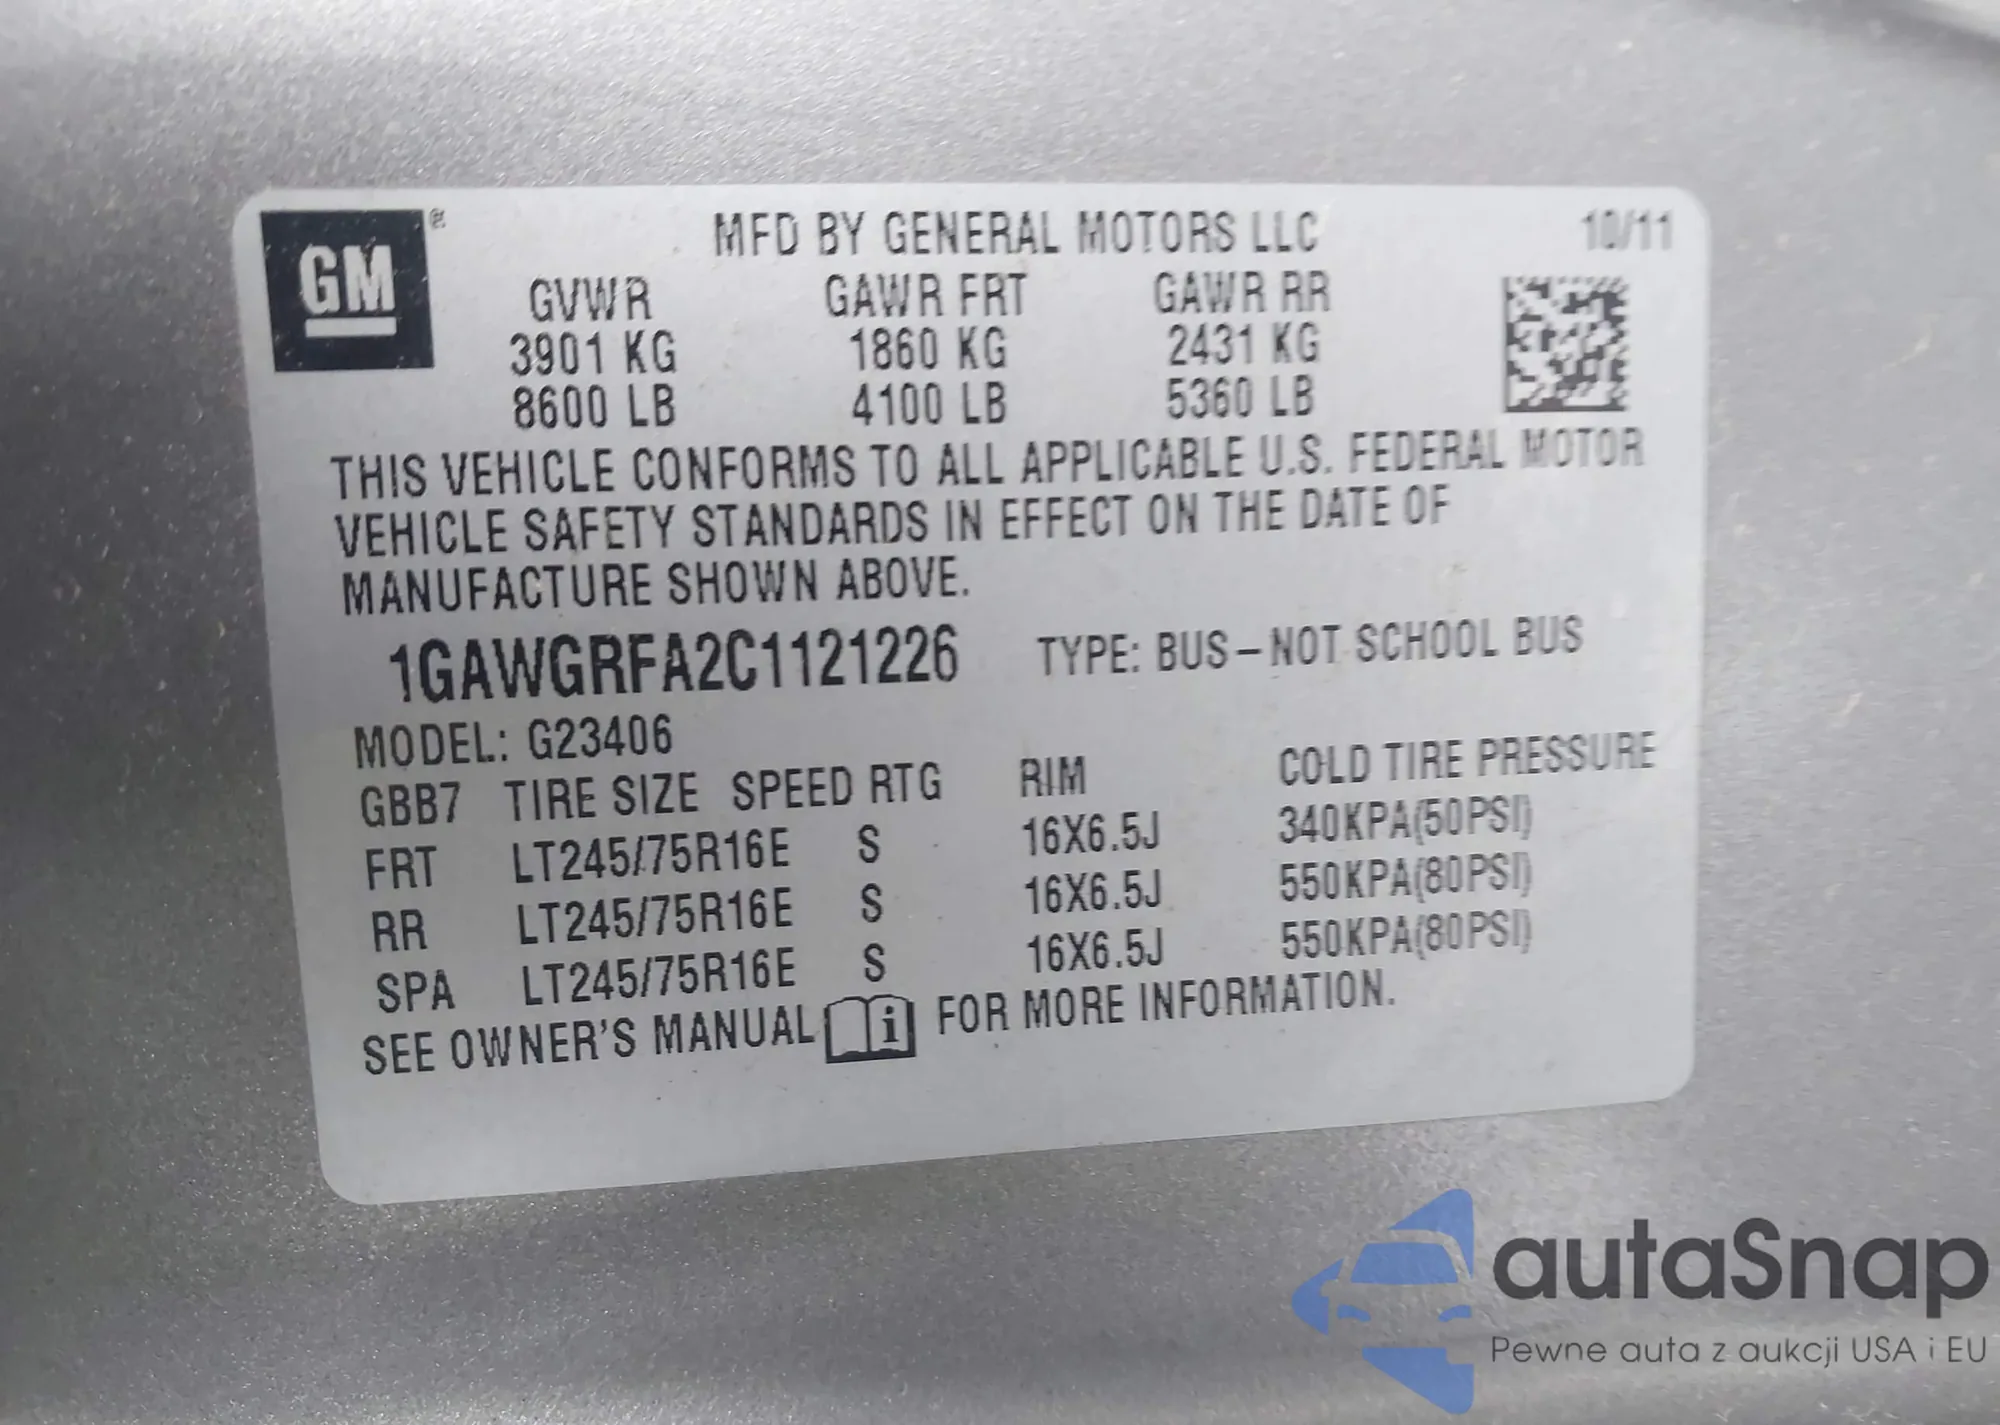 GM®
MFD BY GENERAL MOTORS LLC 10/11
GVWR GAWR FRT GAWR RR
3901 KG 1860 KG 2431 KG
8600 LB 4100 LB 5360 LB
THIS VEHICLE CONFORMS TO ALL APPLICABLE U.S. FEDERAL MOTOR
VEHICLE SAFETY STANDARDS IN EFFECT ON THE DATE OF
MANUFACTURE SHOWN ABOVE.
1GAWGRFA2C1121226 TYPE: BUS–NOT SCHOOL BUS
MODEL: G23406
GBB7 TIRE SIZE SPEED RTG RIM COLD TIRE PRESSURE
FRT LT245/75R16E S 16X6.5J 340KPA(50PSI)
RR LT245/75R16E S 16X6.5J 550KPA(80PSI)
SPA LT245/75R16E S 16X6.5J 550KPA(80PSI)
SEE OWNER'S MANUAL i FOR MORE INFORMATION.
autaSnap
Pewne auta z aukcji USA i EU